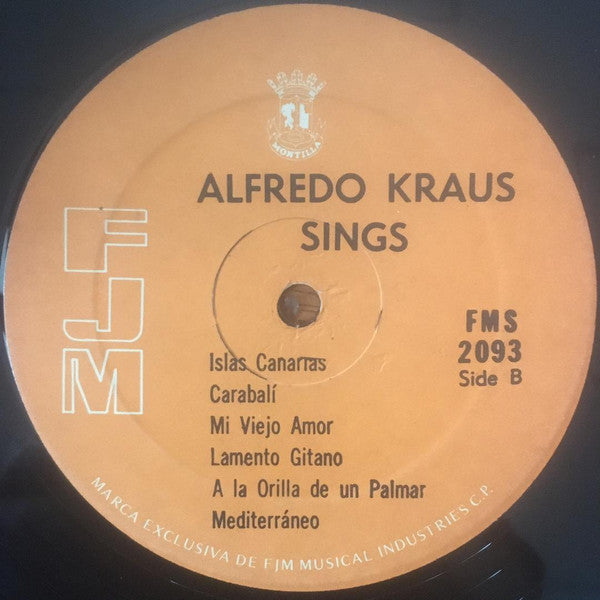 MONTILLA
ALFREDO KRAUS
SINGS
FJM
FMS
2093
Side B
Islas Canarias
Carabalí
Mi Viejo Amor
Lamento Gitano
A la Orilla de un Palmar
Mediterráneo
MARCA EXCLUSIVA DE FJM MUSICAL INDUSTRIES C.P.